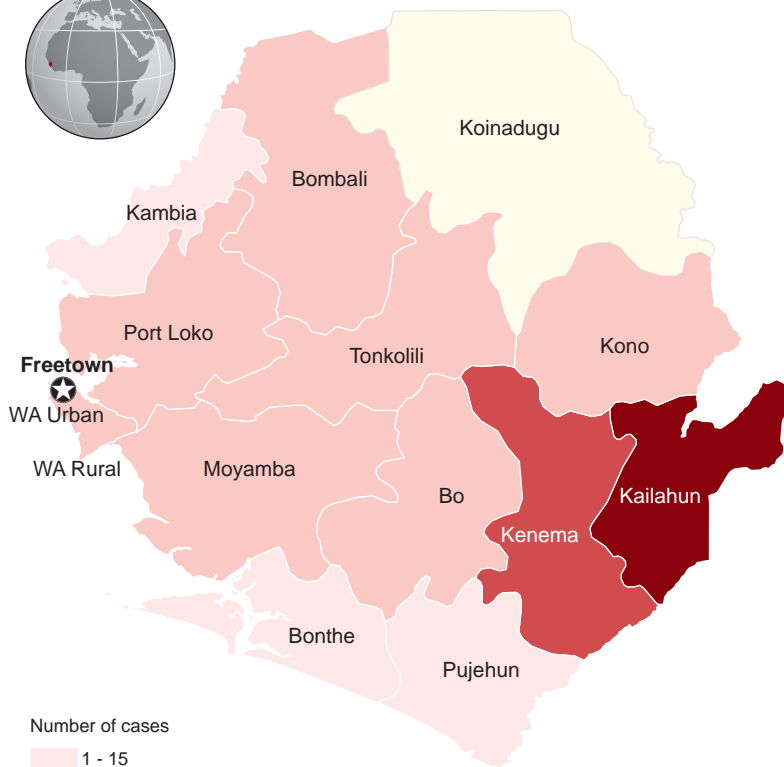 Koinadugu
Bombali
Kambia
Port Loko
Tonkolili
Kono
Freetown
WA Urban
WA Rural
Moyamba
Bo
Kailahun
Kenema
Bonthe
Pujehun
Number of cases
1 - 15